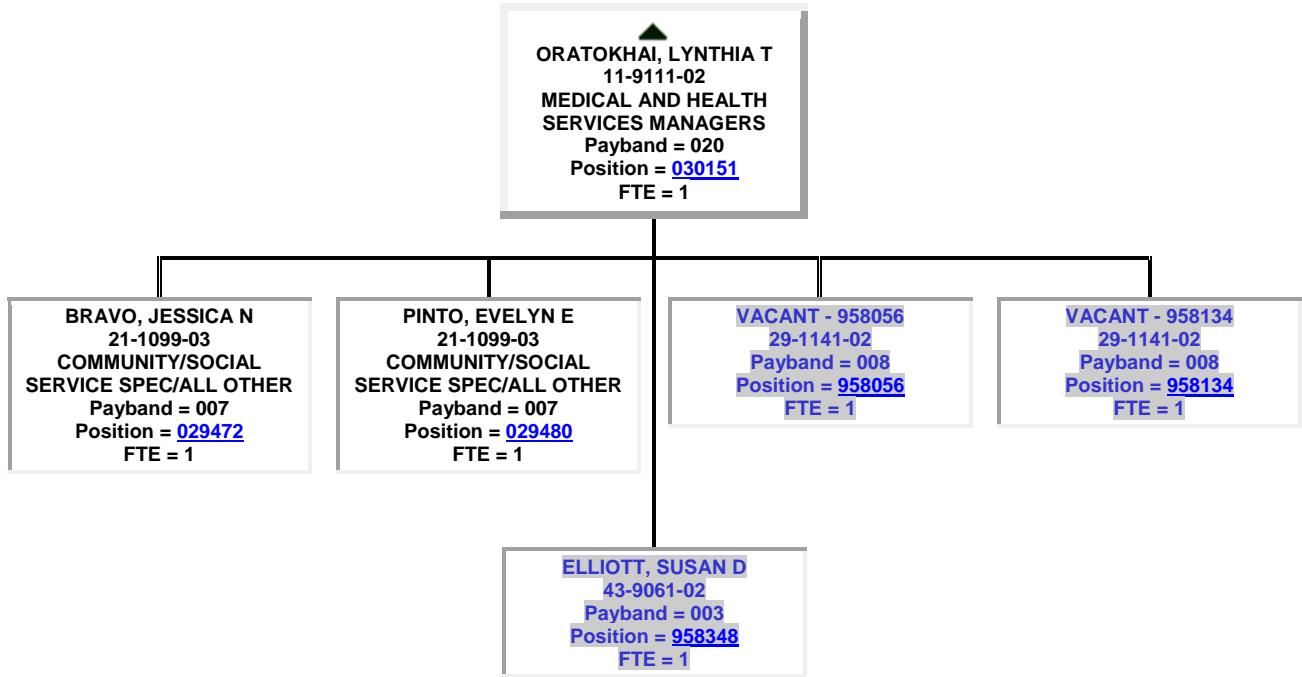 ORATOKHAI, LYNTHIA T
11-9111-02
MEDICAL AND HEALTH
SERVICES MANAGERS
Payband = 020
Position = 030151
FTE = 1
BRAVO, JESSICA N
21-1099-03
COMMUNITY/SOCIAL
SERVICE SPEC/ALL OTHER
Payband = 007
Position = 029472
FTE = 1
PINTO, EVELYN E
21-1099-03
COMMUNITY/SOCIAL
SERVICE SPEC/ALL OTHER
Payband = 007
Position = 029480
FTE = 1
VACANT - 958056
29-1141-02
Payband = 008
Position = 958056
FTE = 1
VACANT - 958134
29-1141-02
Payband = 008
Position = 958134
FTE = 1
ELLIOTT, SUSAN D
43-9061-02
Payband = 003
Position = 958348
FTE = 1